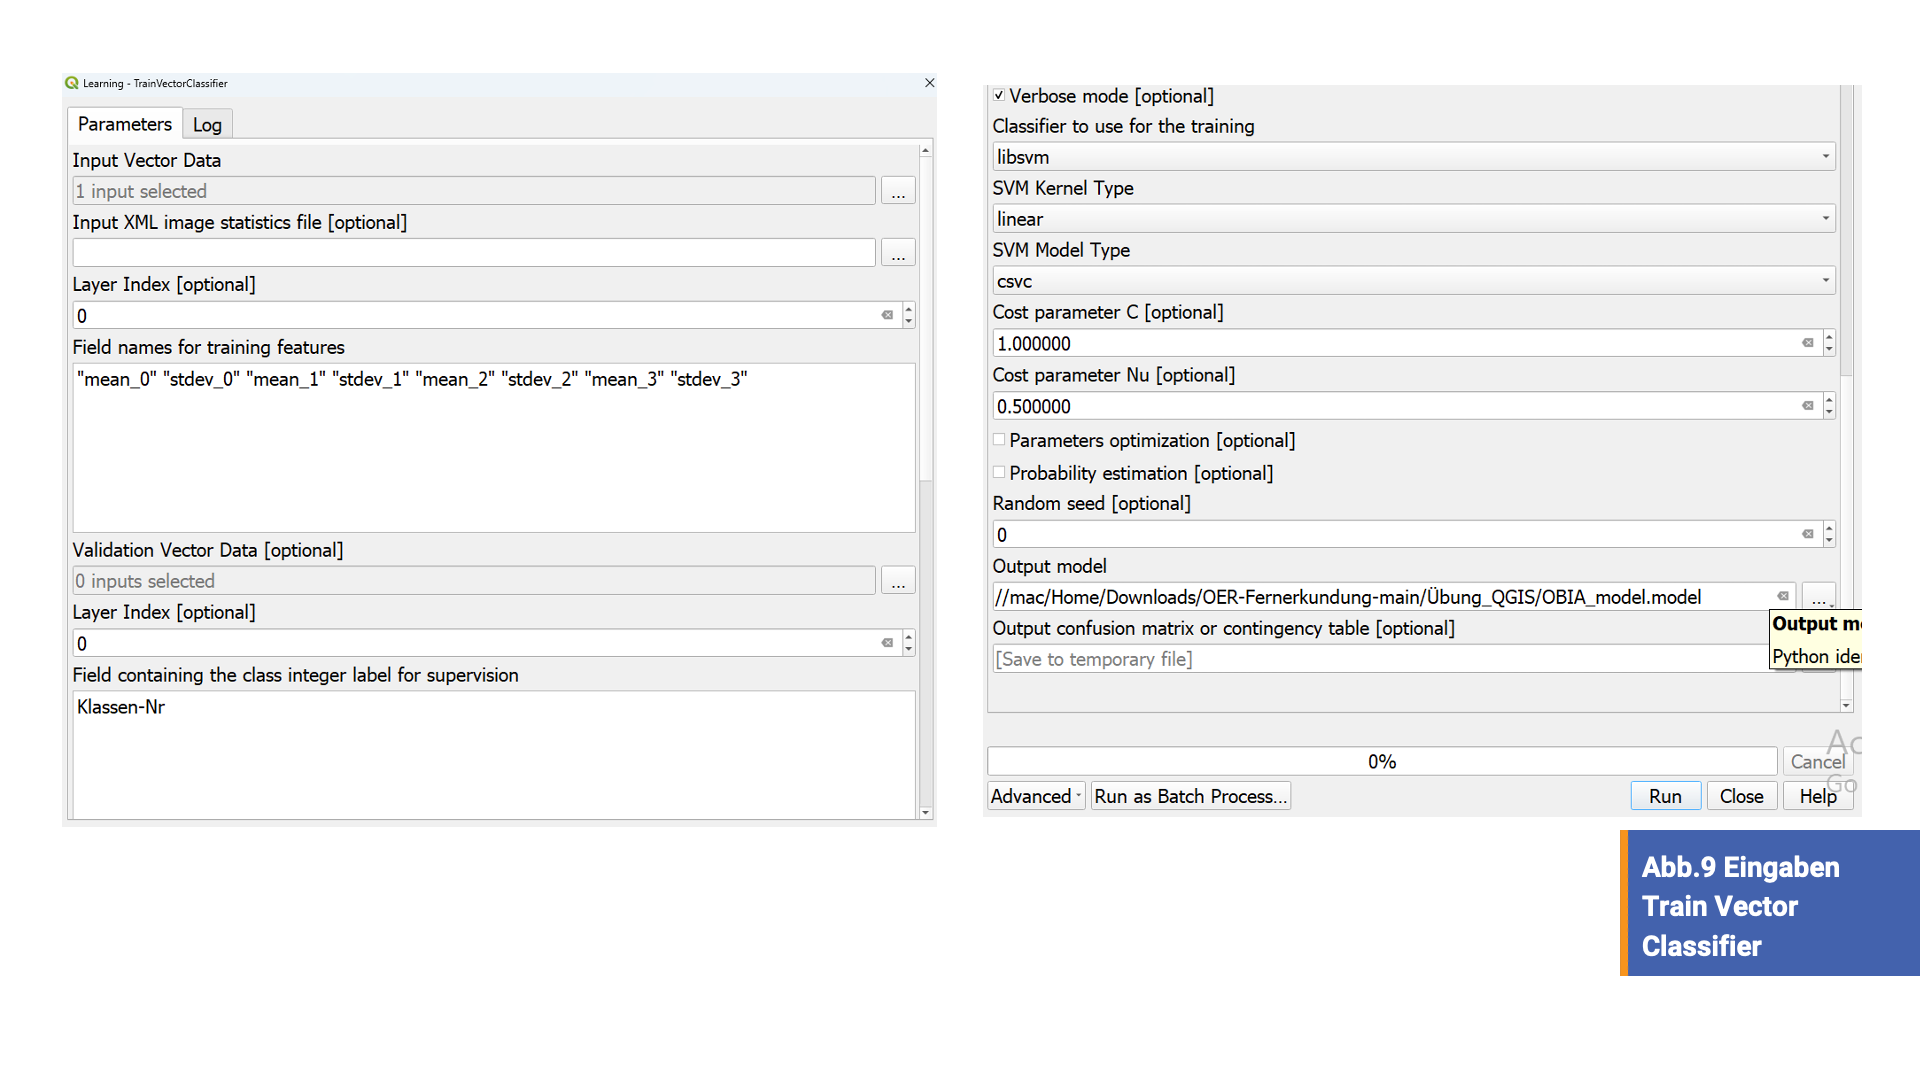 Learning - TrainVectorClassifier
Parameters
Log
Input Vector Data
1 input selected
...
Input XML image statistics file [optional]
...
Layer Index [optional]
0
Field names for training features
"mean_0" "stdev_0" "mean_1" "stdev_1" "mean_2" "stdev_2" "mean_3" "stdev_3"
Validation Vector Data [optional]
0 inputs selected
...
Layer Index [optional]
0
Field containing the class integer label for supervision
Klassen-Nr
Verbose mode [optional]
Classifier to use for the training
libsvm
SVM Kernel Type
linear
SVM Model Type
csvc
Cost parameter C [optional]
1.000000
Cost parameter Nu [optional]
0.500000
Parameters optimization [optional]
Probability estimation [optional]
Random seed [optional]
0
Output model
//mac/Home/Downloads/OER-Fernerkundung-main/Übung_QGIS/OBIA_model.model
...
Output confusion matrix or contingency table [optional]
[Save to temporary file]
Output
Python
0%
Cancel
Advanced
Run as Batch Process...
Run
Close
Help
Go
Abb.9 Eingaben
Train Vector
Classifier